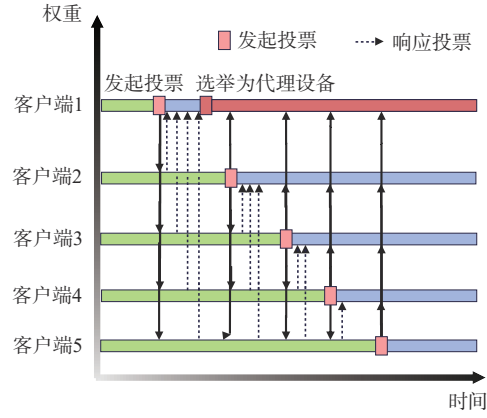 权重
发起投票
响应投票
发起投票 选举为代理设备
客户端1
客户端2
客户端3
客户端4
客户端5
时间